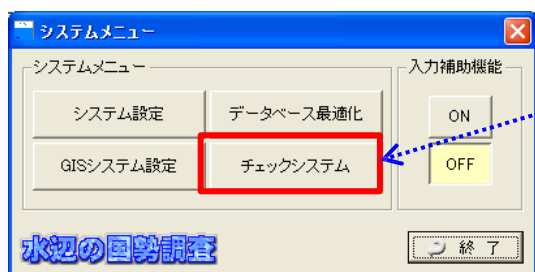 システムメニュー
システムメニュー
入力補助機能
システム設定
データベース最適化
ON
GISシステム設定
チェックシステム
OFF
水辺の国勢調査
終 了